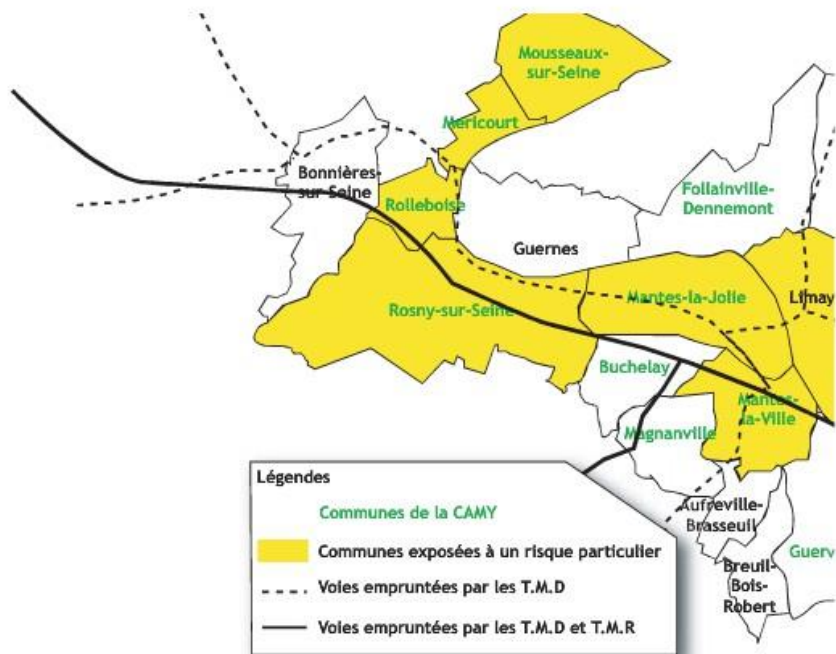 Mousseaux-
sur-Seine
Méricourt
Bonnières-
sur-Seine
Rolleboise
Follainville-
Dennemont
Guernes
Mantes-la-Jolie
Limay
Rosny-sur-Seine
Buchelay
Mantes-
la-Ville
Magnanville
Légendes
Communes de la CAMY
Communes exposées à un risque particulier
Voies empruntées par les T.M.D
Voies empruntées par les T.M.D et T.M.R
Aufreville-
Brasseuil
Guerv
Breuil-
Bois-
Robert